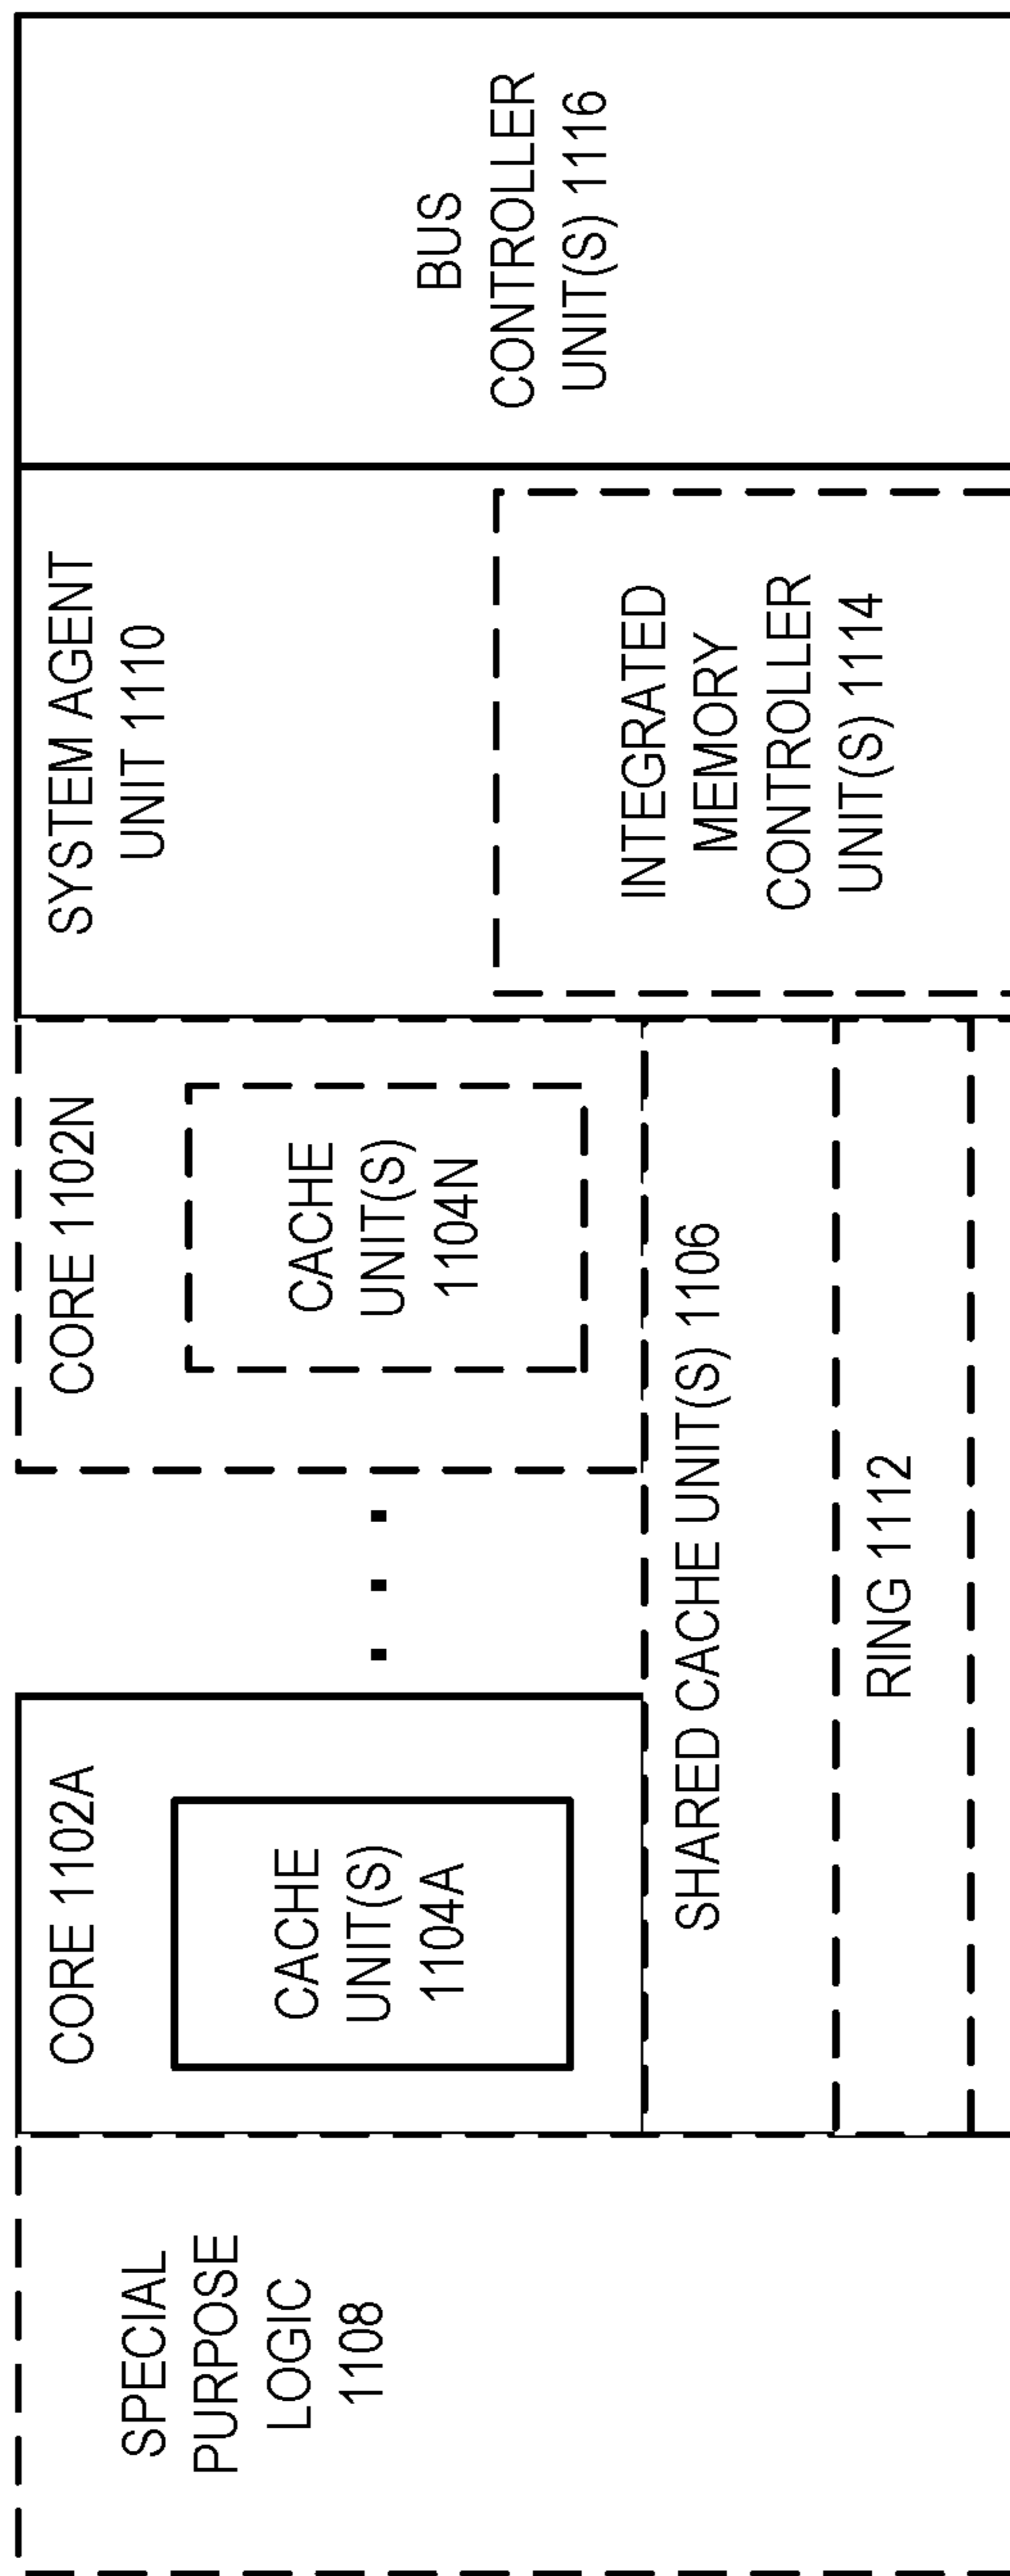 SPECIAL
PURPOSE
LOGIC
1108
CORE 1102A
CACHE
UNIT(S)
1104A
CORE 1102N
CACHE
UNIT(S)
1104N
SHARED CACHE UNIT(S) 1106
RING 1112
SYSTEM AGENT
UNIT 1110
INTEGRATED
MEMORY
CONTROLLER
UNIT(S) 1114
BUS
CONTROLLER
UNIT(S) 1116